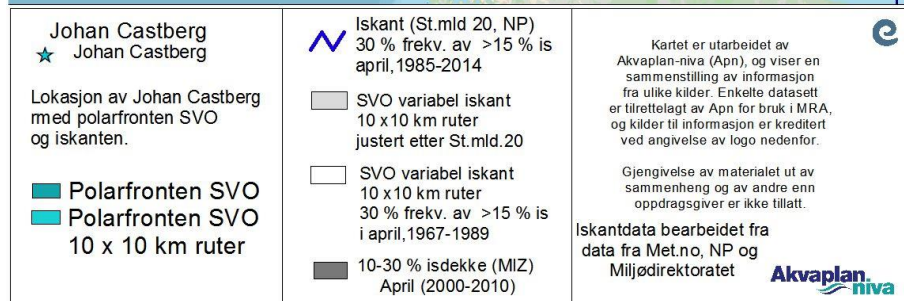 Johan Castberg
Johan Castberg
Lokasjon av Johan Castberg
med polarfronten SVO
og iskanten.
Polarfronten SVO
Polarfronten SVO
10 x 10 km ruter
Iskant (St.mld 20, NP)
30 % frekv. av >15 % is
april,1985-2014
SVO variabel iskant
10 x10 km ruter
justert etter St.mld.20
SVO variabel iskant
10 x10 km ruter
30 % frekv. av >15 % is
i april,1967-1989
10-30 % isdekke (MIZ)
April (2000-2010)
Kartet er utarbeidet av
Akvaplan-niva (Apn), og viser en
sammenstilling av informasjon
fra ulike kilder. Enkelte datasett
er tilrettelagt av Apn for bruk i MRA,
og kilder til informasjon er kreditert
ved angivelse av logo nedenfor.
Gjengivelse av materialet ut av
sammenheng og av andre enn
oppdragsgiver er ikke tillatt.
Iskantdata bearbeidet fra
data fra Met.no, NP og
Miljødirektoratet
Akvaplan
niva